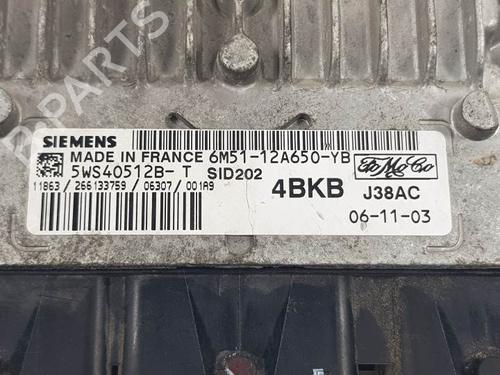 B-PARTS
SIEMENS
MADE IN FRANCE 6M51-12A650-YB
5WS40512B- T SID202
11863/266133759 /06307/ 001A9
4BKB J38AC
FoMoCo
06-11-03